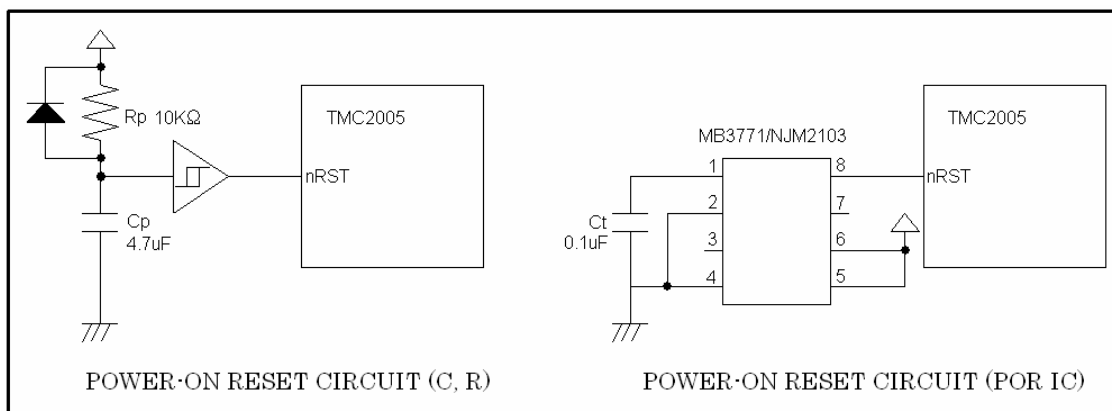 Rp 10KΩ
TMC2005
nRST
Cp
4.7uF
POWER-ON RESET CIRCUIT (C, R)
MB3771/NJM2103
1
2
3
4
8
7
6
5
Ct
0.1uF
TMC2005
nRST
POWER-ON RESET CIRCUIT (POR IC)